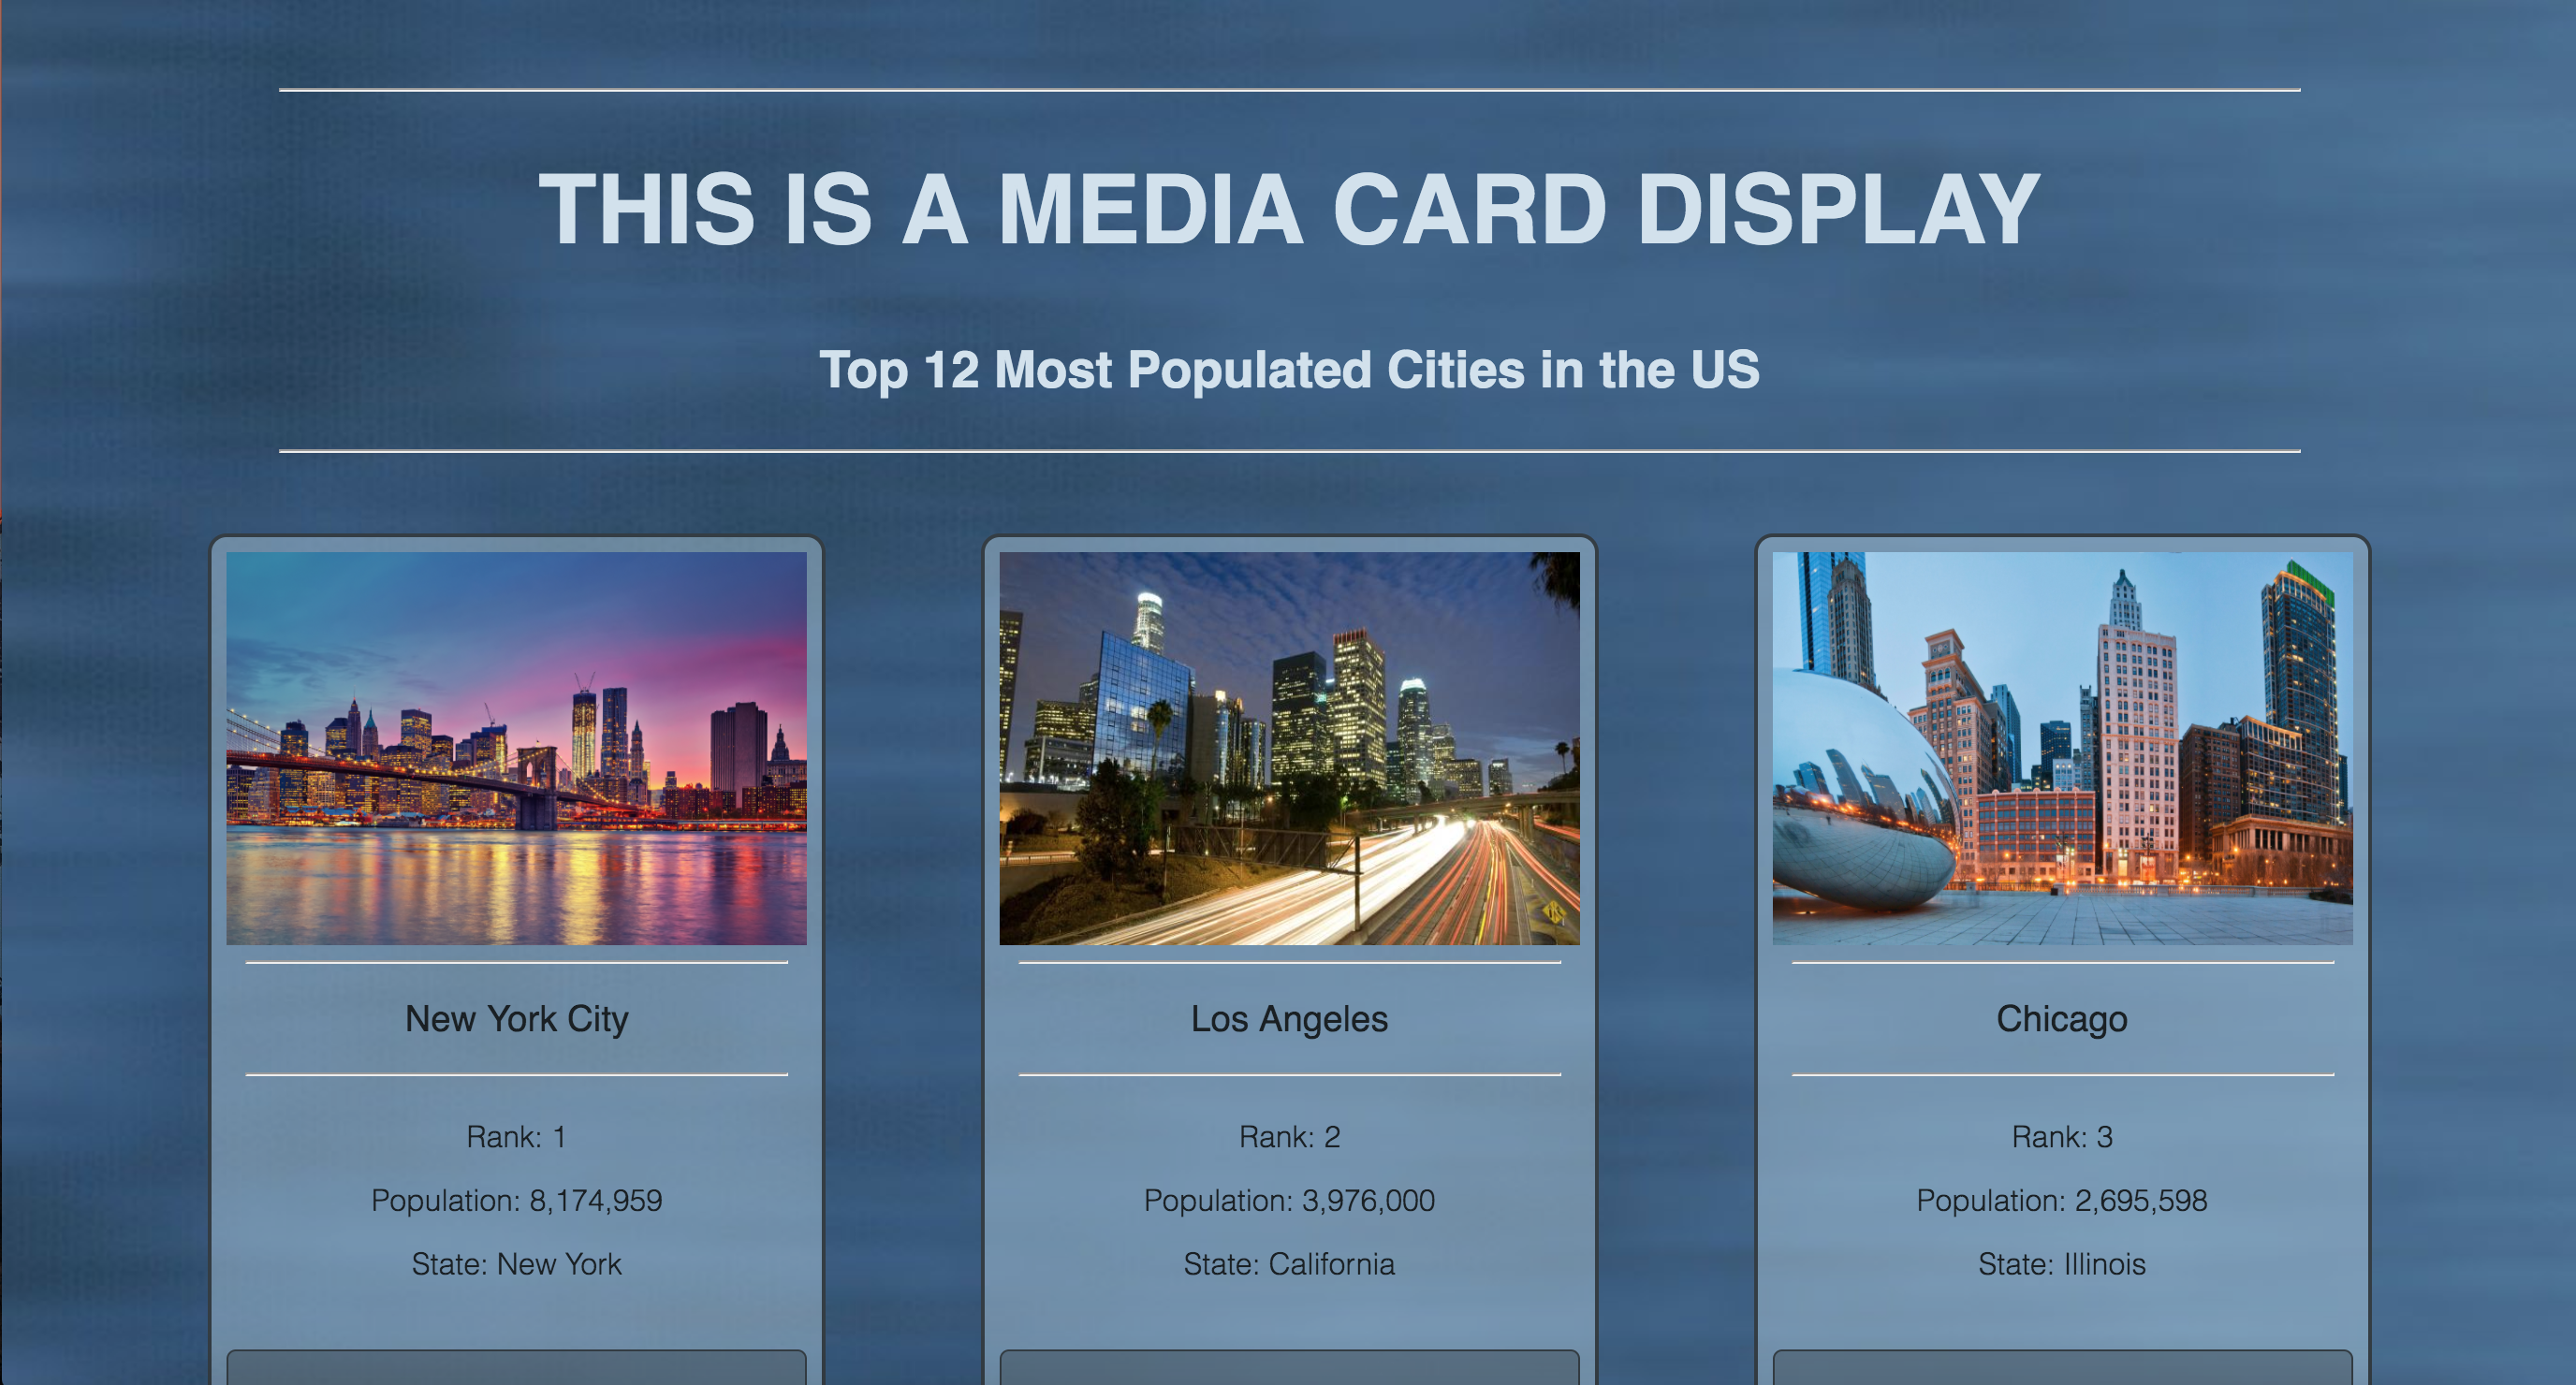 THIS IS A MEDIA CARD DISPLAY
Top 12 Most Populated Cities in the US
New York City
Los Angeles
Chicago
Rank: 1
Rank: 2
Rank: 3
Population: 8,174,959
Population: 3,976,000
Population: 2,695,598
State: New York
State: California
State: Illinois